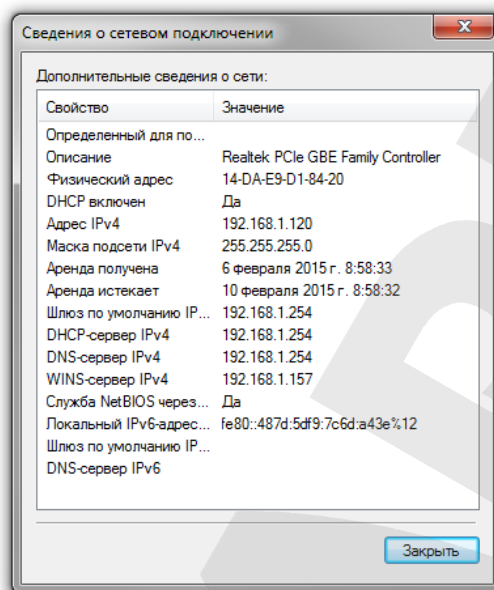 Сведения о сетевом подключении
Дополнительные сведения о сети:
Свойство Значение
Определенный для по...
Описание Realtek PCIe GBE Family Controller
Физический адрес 14-DA-E9-D1-84-20
DHCP включен Да
Адрес IPv4 192.168.1.120
Маска подсети IPv4 255.255.255.0
Аренда получена 6 февраля 2015 г. 8:58:33
Аренда истекает 10 февраля 2015 г. 8:58:32
Шлюз по умолчанию IP... 192.168.1.254
DHCP-сервер IPv4 192.168.1.254
DNS-сервер IPv4 192.168.1.254
WINS-сервер IPv4 192.168.1.157
Служба NetBIOS через... Да
Локальный IPv6-адрес... fe80::487d:5df9:7c6d:a43e%12
Шлюз по умолчанию IP...
DNS-сервер IPv6
Закрыть